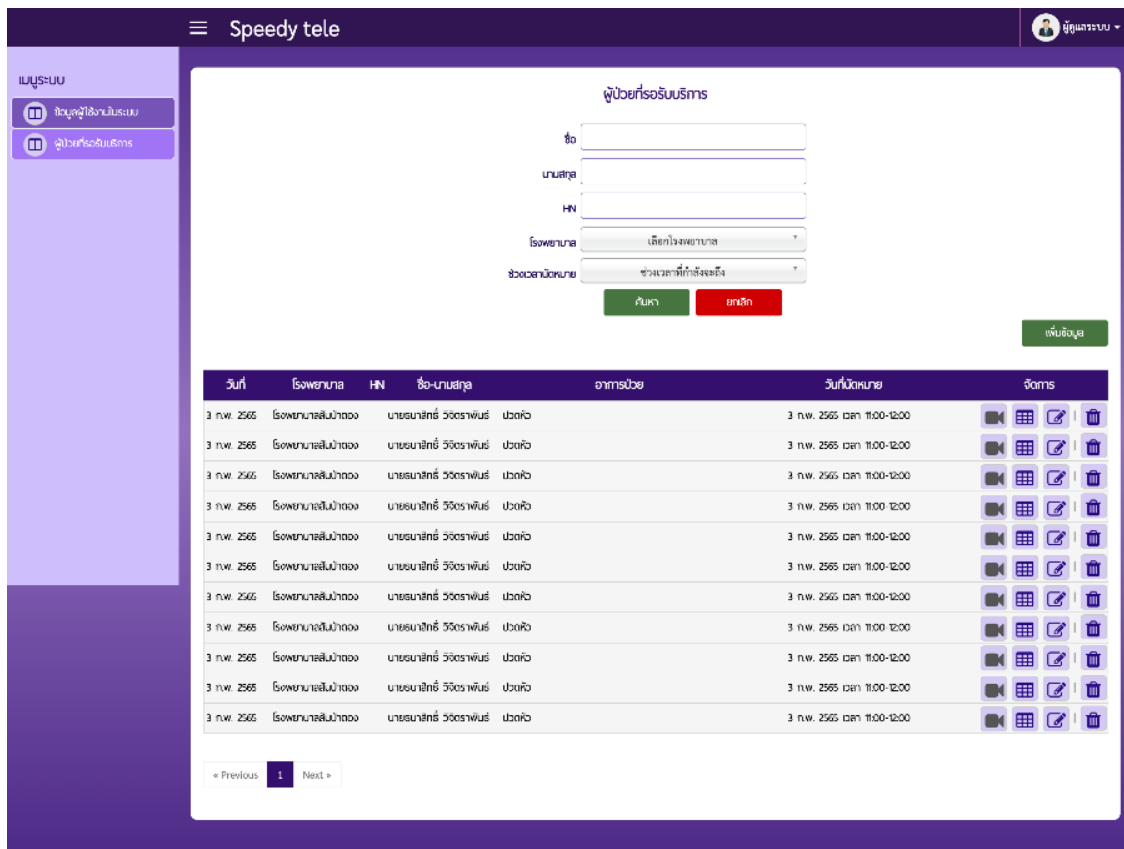 Speedy tele
ผู้ดูแลระบบ
เมนูระบบ
ข้อมูลผู้ใช้งานในระบบ
ผู้ป่วยที่รอรับบริการ
ผู้ป่วยที่รอรับบริการ
ชื่อ
นามสกุล
HN
โรงพยาบาล เลือกโรงพยาบาล
ช่วงเวลานัดหมาย ช่วงเวลาที่กำลังจะถึง
ค้นหา ยกเลิก
เพิ่มข้อมูล
วันที่ โรงพยาบาล HN ชื่อ-นามสกุล อาการป่วย วันที่นัดหมาย จัดการ
3 ก.พ. 2565 โรงพยาบาลสันป่าตอง นายธนาสิทธิ์ วิจิตราพันธ์ ปวดหัว 3 ก.พ. 2565 เวลา 11:00-12:00
3 ก.พ. 2565 โรงพยาบาลสันป่าตอง นายธนาสิทธิ์ วิจิตราพันธ์ ปวดหัว 3 ก.พ. 2565 เวลา 11:00-12:00
3 ก.พ. 2565 โรงพยาบาลสันป่าตอง นายธนาสิทธิ์ วิจิตราพันธ์ ปวดหัว 3 ก.พ. 2565 เวลา 11:00-12:00
3 ก.พ. 2565 โรงพยาบาลสันป่าตอง นายธนาสิทธิ์ วิจิตราพันธ์ ปวดหัว 3 ก.พ. 2565 เวลา 11:00-12:00
3 ก.พ. 2565 โรงพยาบาลสันป่าตอง นายธนาสิทธิ์ วิจิตราพันธ์ ปวดหัว 3 ก.พ. 2565 เวลา 11:00-12:00
3 ก.พ. 2565 โรงพยาบาลสันป่าตอง นายธนาสิทธิ์ วิจิตราพันธ์ ปวดหัว 3 ก.พ. 2565 เวลา 11:00-12:00
3 ก.พ. 2565 โรงพยาบาลสันป่าตอง นายธนาสิทธิ์ วิจิตราพันธ์ ปวดหัว 3 ก.พ. 2565 เวลา 11:00-12:00
3 ก.พ. 2565 โรงพยาบาลสันป่าตอง นายธนาสิทธิ์ วิจิตราพันธ์ ปวดหัว 3 ก.พ. 2565 เวลา 11:00-12:00
3 ก.พ. 2565 โรงพยาบาลสันป่าตอง นายธนาสิทธิ์ วิจิตราพันธ์ ปวดหัว 3 ก.พ. 2565 เวลา 11:00-12:00
3 ก.พ. 2565 โรงพยาบาลสันป่าตอง นายธนาสิทธิ์ วิจิตราพันธ์ ปวดหัว 3 ก.พ. 2565 เวลา 11:00-12:00
3 ก.พ. 2565 โรงพยาบาลสันป่าตอง นายธนาสิทธิ์ วิจิตราพันธ์ ปวดหัว 3 ก.พ. 2565 เวลา 11:00-12:00
« Previous 1 Next »